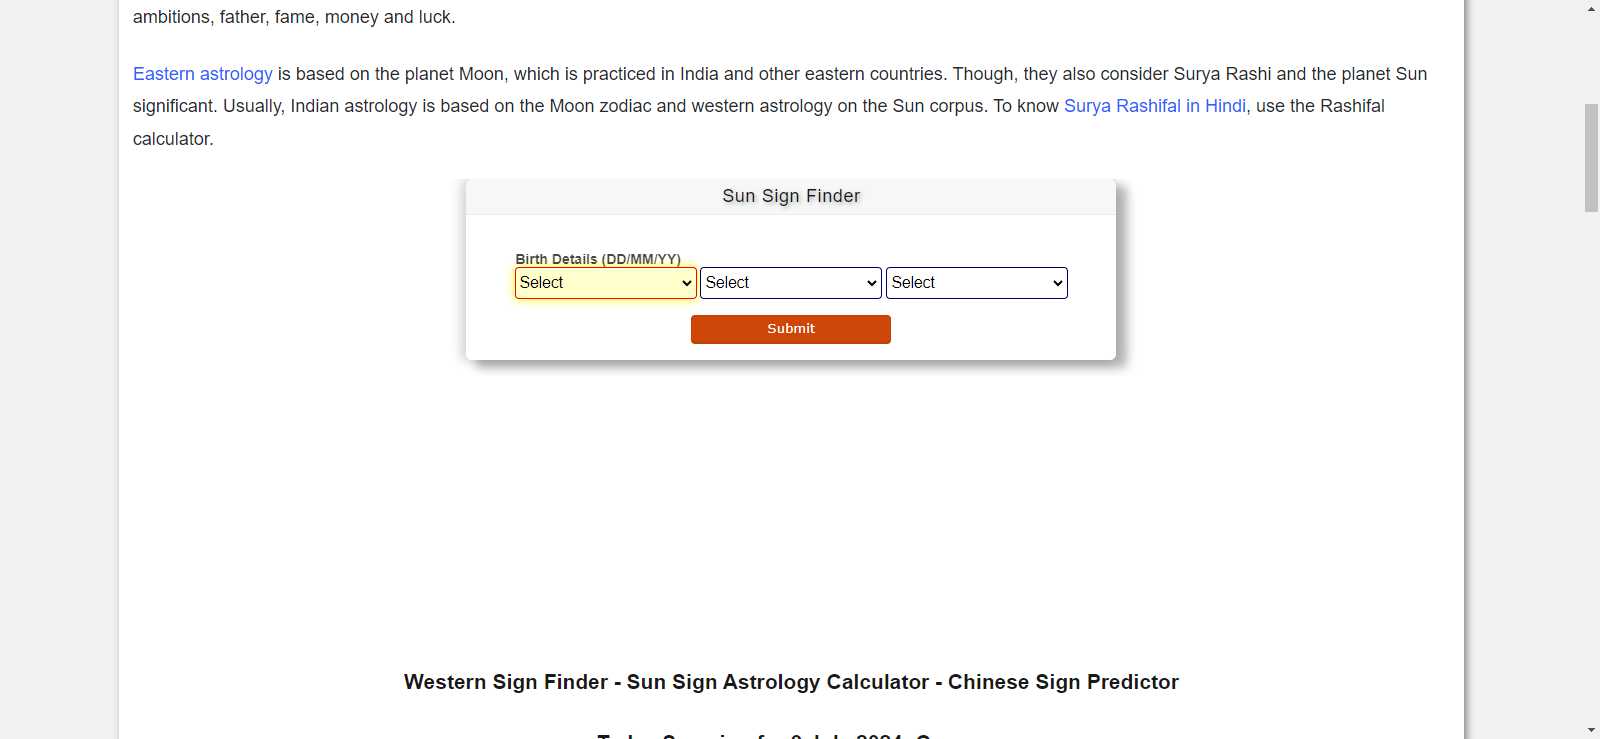 ambitions, father, fame, money and luck.
Eastern astrology is based on the planet Moon, which is practiced in India and other eastern countries. Though, they also consider Surya Rashi and the planet Sun
significant. Usually, Indian astrology is based on the Moon zodiac and western astrology on the Sun corpus. To know Surya Rashifal in Hindi, use the Rashifal
calculator.
Sun Sign Finder
Birth Details (DD/MM/YY)
Select Select Select
Submit
Western Sign Finder - Sun Sign Astrology Calculator - Chinese Sign Predictor